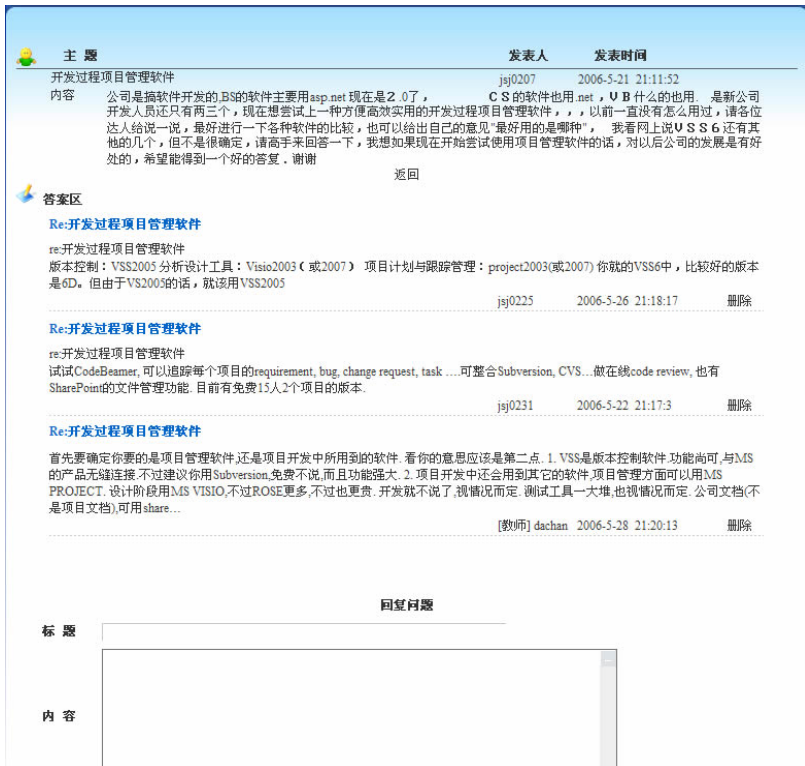 主 题 发表人 发表时间
开发过程项目管理软件 jsj0207 2006-5-21 21:11:52
内容 公司是搞软件开发的,BS的软件主要用asp.net 现在是2 .0了, C S的软件也用.net , V B 什么的也用. 是新公司
开发人员还只有两三个,现在想尝试上一种方便高效实用的开发过程项目管理软件, , , 以前一直没有怎么用过,请各位
达人给说一说,最好进行一下各种软件的比较,也可以给出自己的意见"最好用的是哪种", 我看网上说V S S 6 还有其
他的几个,但不是很确定,请高手来回答一下,我想如果现在开始尝试使用项目管理软件的话,对以后公司的发展是有好
处的,希望能得到一个好的答复.谢谢
返回
答案区
Re:开发过程项目管理软件
re:开发过程项目管理软件
版本控制:VSS2005 分析设计工具:Visio2003 ( 或2007 ) 项目计划与跟踪管理:project2003(或2007) 你就的VSS6中,比较好的版本
是6D。但由于VS2005的话,就该用VSS2005
jsj0225 2006-5-26 21:18:17 删除
Re:开发过程项目管理软件
re:开发过程项目管理软件
试试CodeBeamer, 可以追踪每个项目的requirement, bug, change request, task ….可整合Subversion, CVS…做在线code review, 也有
SharePoint的文件管理功能. 目前有免费15人2个项目的版本.
jsj0231 2006-5-22 21:17:3 删除
Re:开发过程项目管理软件
首先要确定你要的是项目管理软件,还是项目开发中所用到的软件. 看你的意思应该是第二点. 1. VSS是版本控制软件.功能尚可,与MS
的产品无缝连接.不过建议你用Subversion,免费不说,而且功能强大. 2. 项目开发中还会用到其它的软件,项目管理方面可以用MS
PROJECT. 设计阶段用MS VISIO,不过ROSE更多,不过也更贵. 开发就不说了,视情况而定. 测试工具一大堆,也视情况而定. 公司文档(不
是项目文档),可用share…
[教师] dachan 2006-5-28 21:20:13 删除
回复问题
标 题
内 容